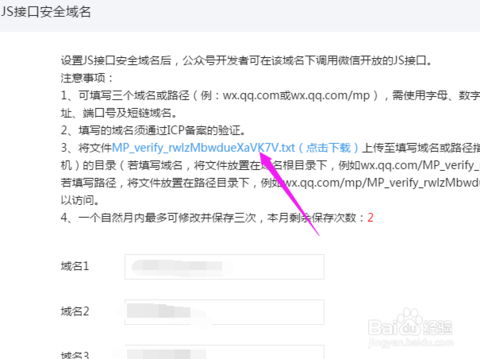 JS接口安全域名
设置JS接口安全域名后，公众号开发者可在该域名下调用微信开放的JS接口。
注意事项：
1、可填写三个域名或路径（例：wx.qq.com或wx.qq.com/mp），需使用字母、数字
址、端口号及短链域名。
2、填写的域名须通过ICP备案的验证。
3、将文件MP_verify_rwlzMbwdueXaVK7V.txt（点击下载）上传至填写域名或路径指
机）的目录（若填写域名，将文件放置在域名根目录下，例如wx.qq.com/MP_verify_r
若填写路径，将文件放置在路径目录下，例如wx.qq.com/mp/MP_verify_rwlzMbwdu
以访问。
4、一个自然月内最多可修改并保存三次，本月剩余保存次数：2
域名1
域名2
域名3
Baidu经验
jingyan.baidu.com